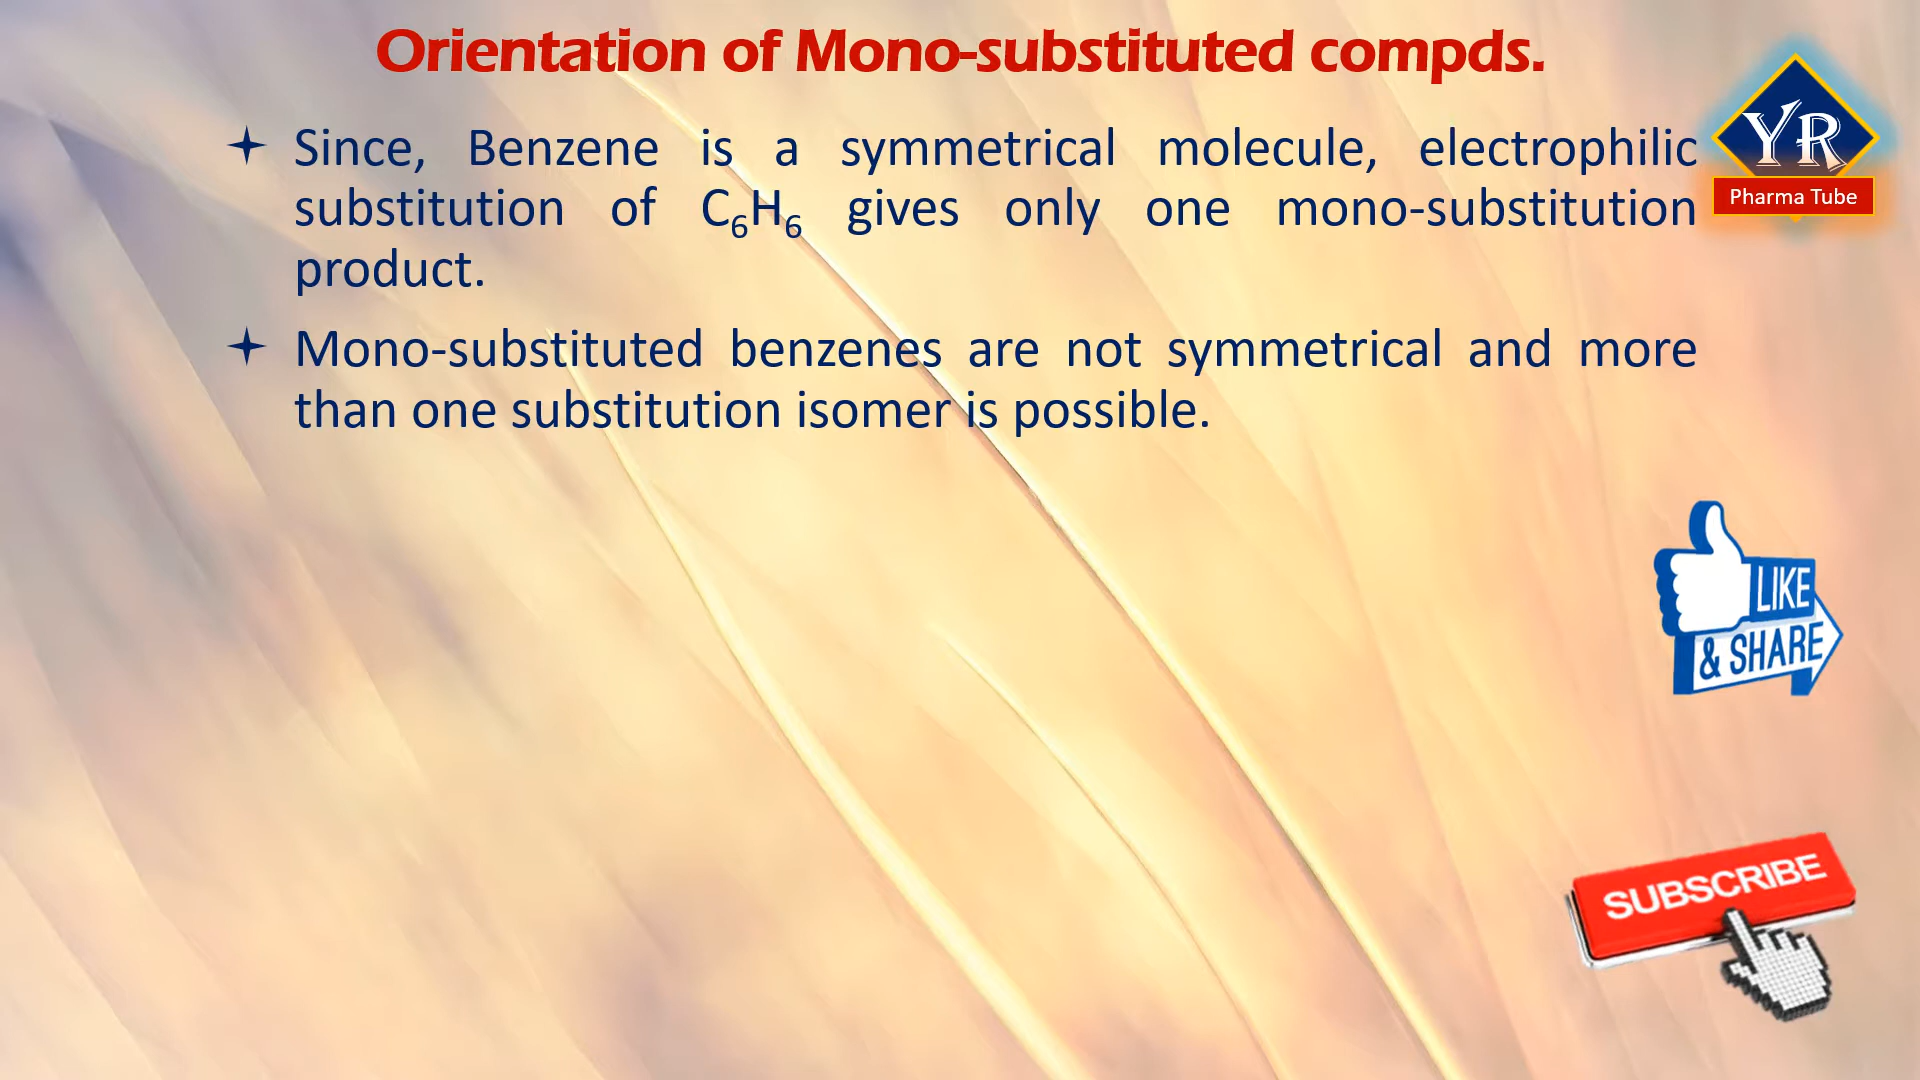 Orientation of Mono-substituted compds.
YR
Pharma Tube
Since, Benzene is a symmetrical molecule, electrophilic
substitution of C₆H₆ gives only one mono-substitution
product.
Mono-substituted benzenes are not symmetrical and more
than one substitution isomer is possible.
LIKE
& SHARE
SUBSCRIBE